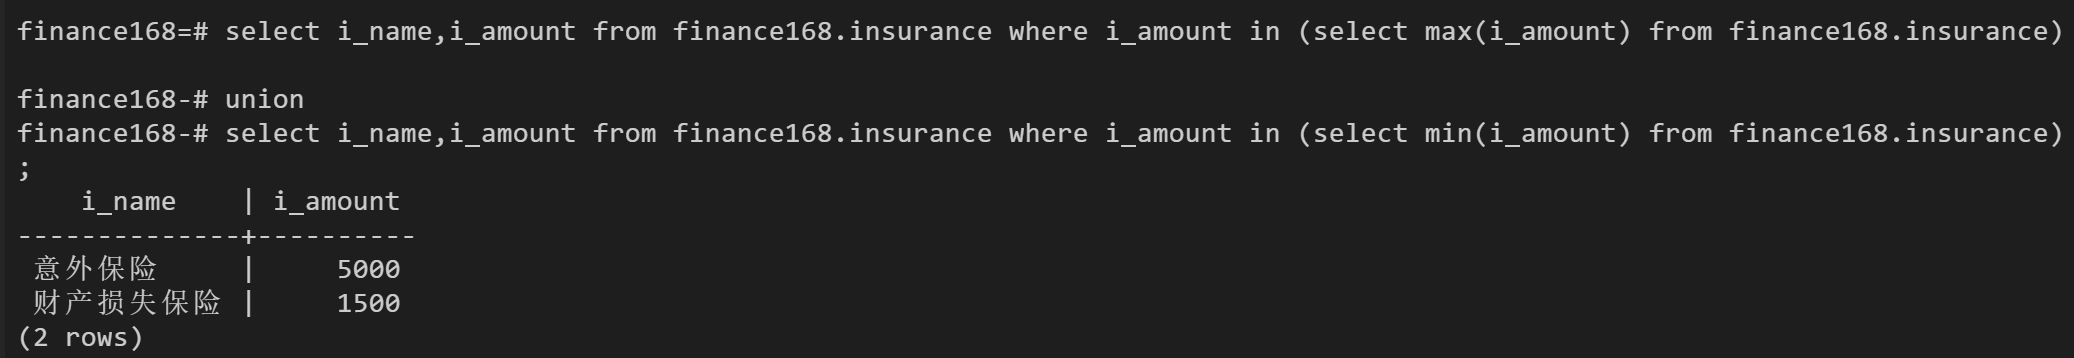 finance168=# select i_name,i_amount from finance168.insurance where i_amount in (select max(i_amount) from finance168.insurance)
finance168-# union
finance168-# select i_name,i_amount from finance168.insurance where i_amount in (select min(i_amount) from finance168.insurance)
;
    i_name    | i_amount
--------------+----------
 意外保险     |     5000
 财产损失保险 |     1500
(2 rows)